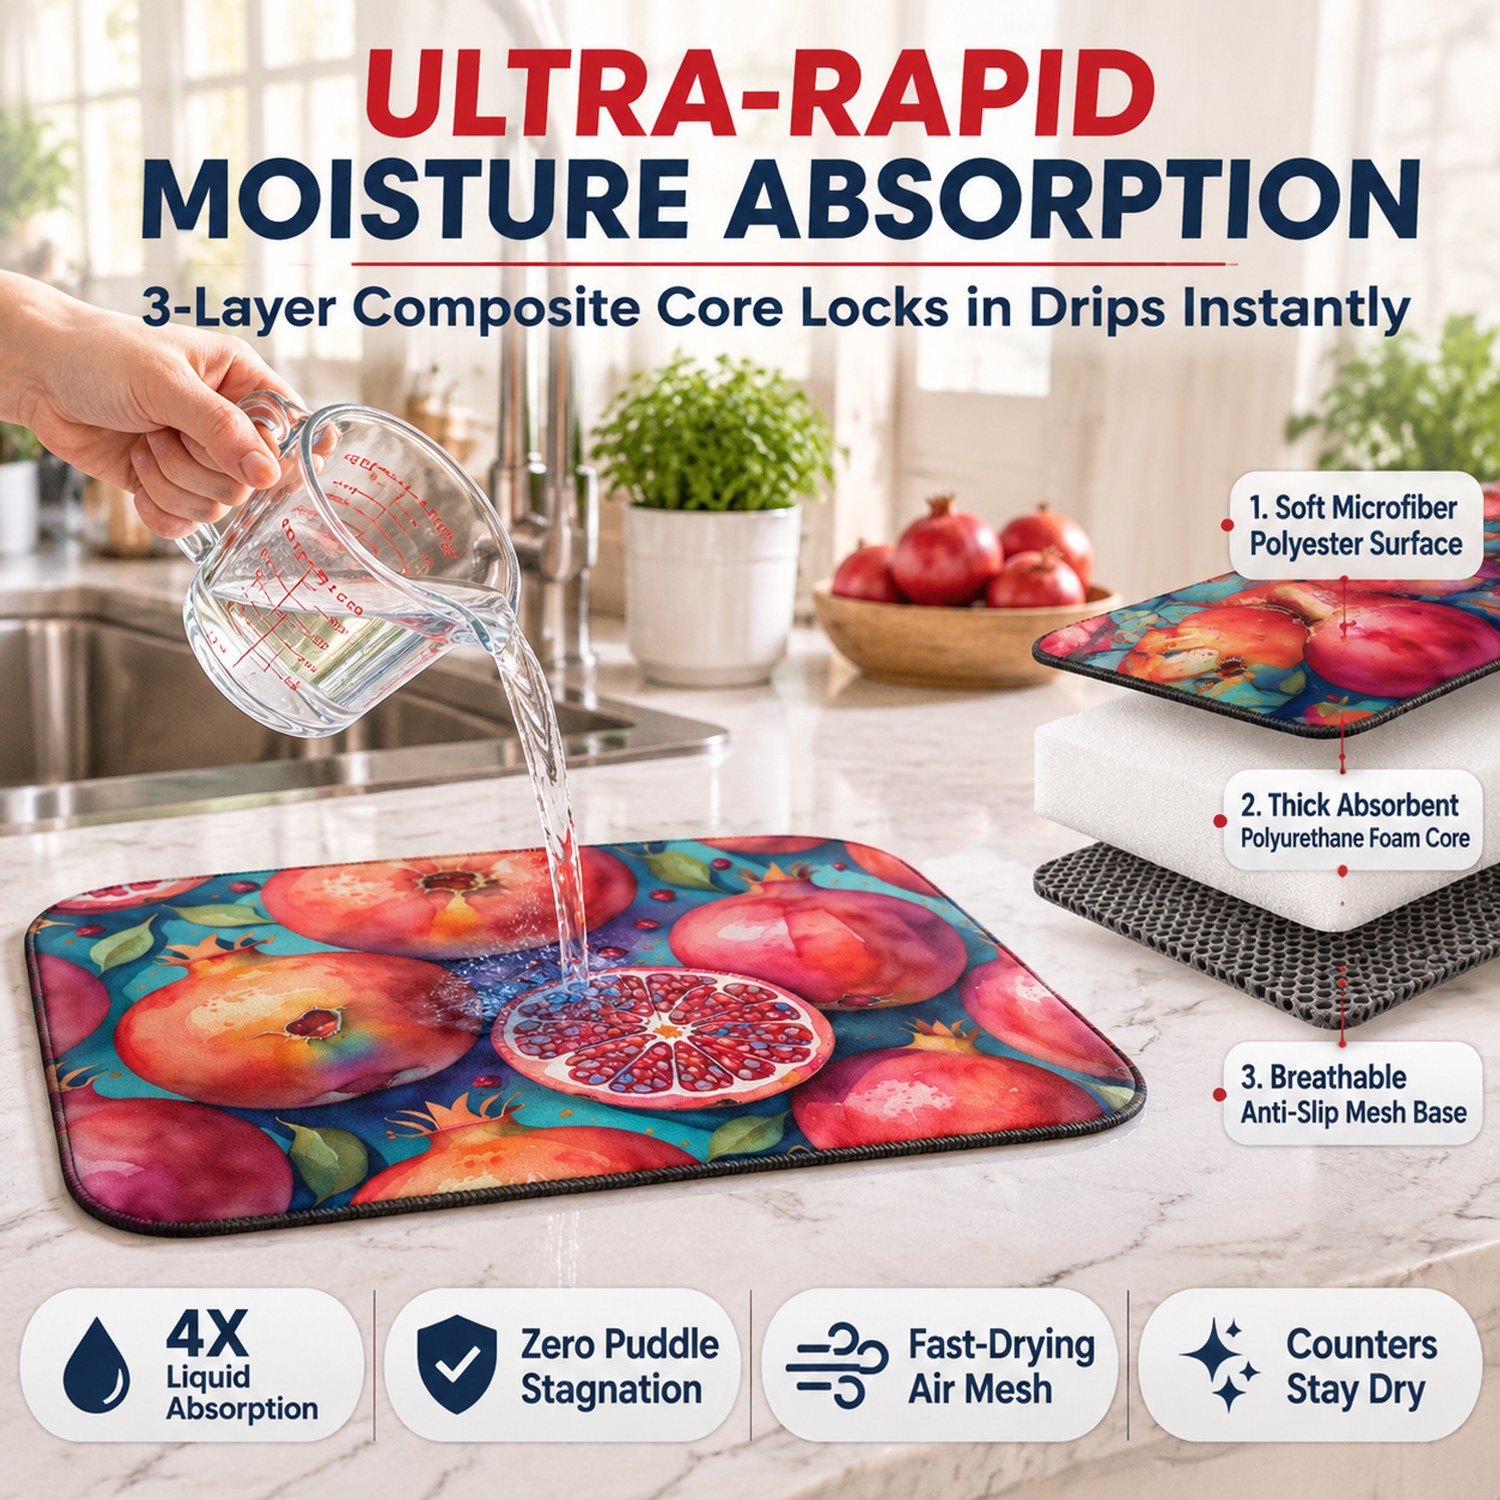 ULTRA-RAPID
MOISTURE ABSORPTION
3-Layer Composite Core Locks in Drips Instantly
1. Soft Microfiber
Polyester Surface
2. Thick Absorbent
Polyurethane Foam Core
3. Breathable
Anti-Slip Mesh Base
4X
Liquid
Absorption
Zero Puddle
Stagnation
Fast-Drying
Air Mesh
Counters
Stay Dry